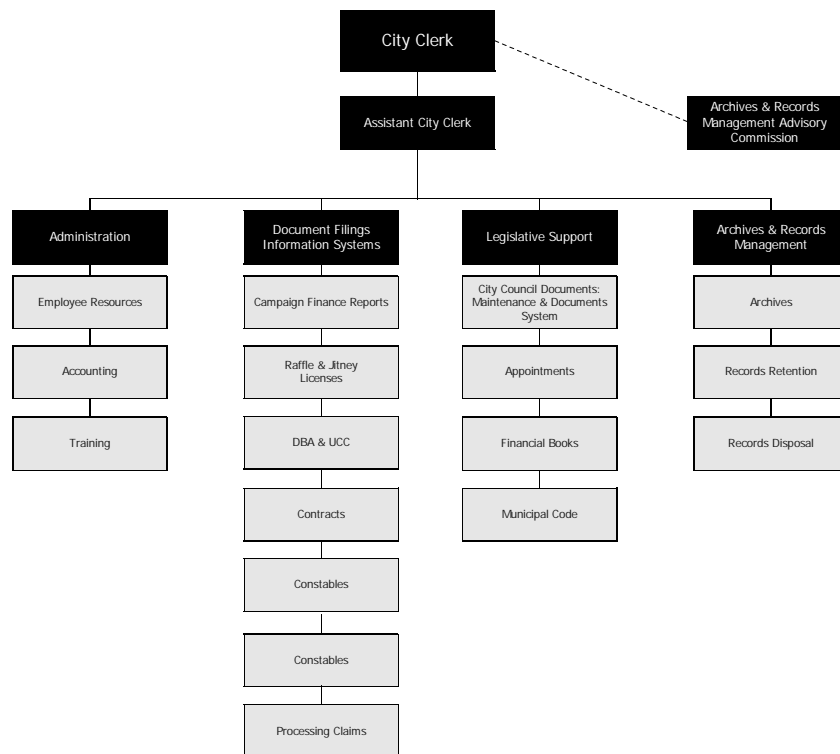 City Clerk
Assistant City Clerk
Archives & Records
Management Advisory
Commission
Administration
Employee Resources
Accounting
Training
Document Filings
Information Systems
Campaign Finance Reports
Raffle & Jitney
Licenses
DBA & UCC
Contracts
Constables
Constables
Processing Claims
Legislative Support
City Council Documents:
Maintenance & Documents
System
Appointments
Financial Books
Municipal Code
Archives & Records
Management
Archives
Records Retention
Records Disposal